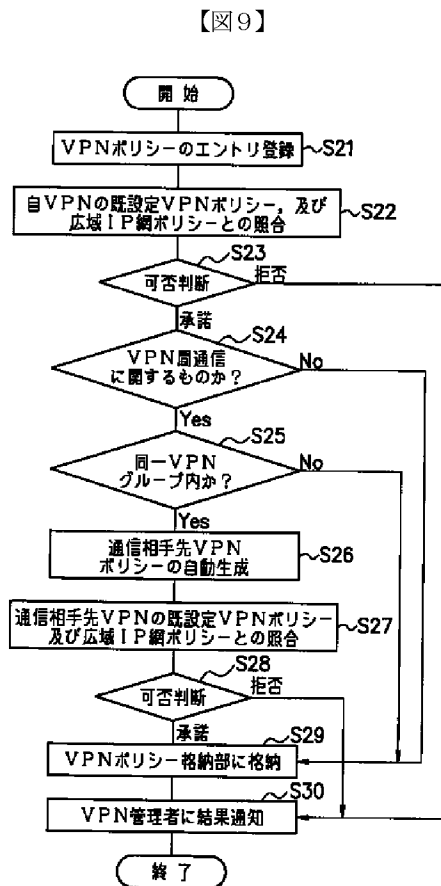 【図9】
開 始
VPNポリシーのエントリ登録
S21
自VPNの既設定VPNポリシー，及び
広域IP網ポリシーとの照合
S22
S23
可否判断
拒否
承諾
S24
VPN間通信
に関するものか？
No
Yes
S25
同一VPN
グループ内か？
No
Yes
通信相手先VPN
ポリシーの自動生成
S26
通信相手先VPNの既設定VPNポリシー
及び広域IP網ポリシーとの照合
S27
S28
可否判断
拒否
承諾
S29
VPNポリシー格納部に格納
S30
VPN管理者に結果通知
終 了